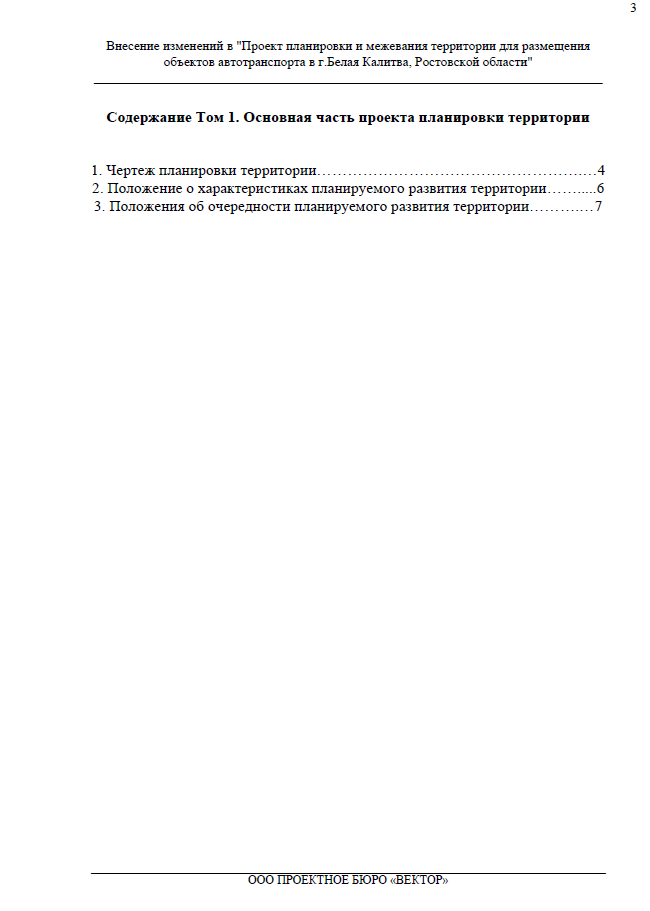 3
Внесение изменений в "Проект планировки и межевания территории для размещения
объектов автотранспорта в г.Белая Калитва, Ростовской области"
Содержание Том 1. Основная часть проекта планировки территории
1. Чертеж планировки территории……………………………………………….…4
2. Положение о характеристиках планируемого развития территории……....6
3. Положения об очередности планируемого развития территории……….…7
ООО ПРОЕКТНОЕ БЮРО «ВЕКТОР»